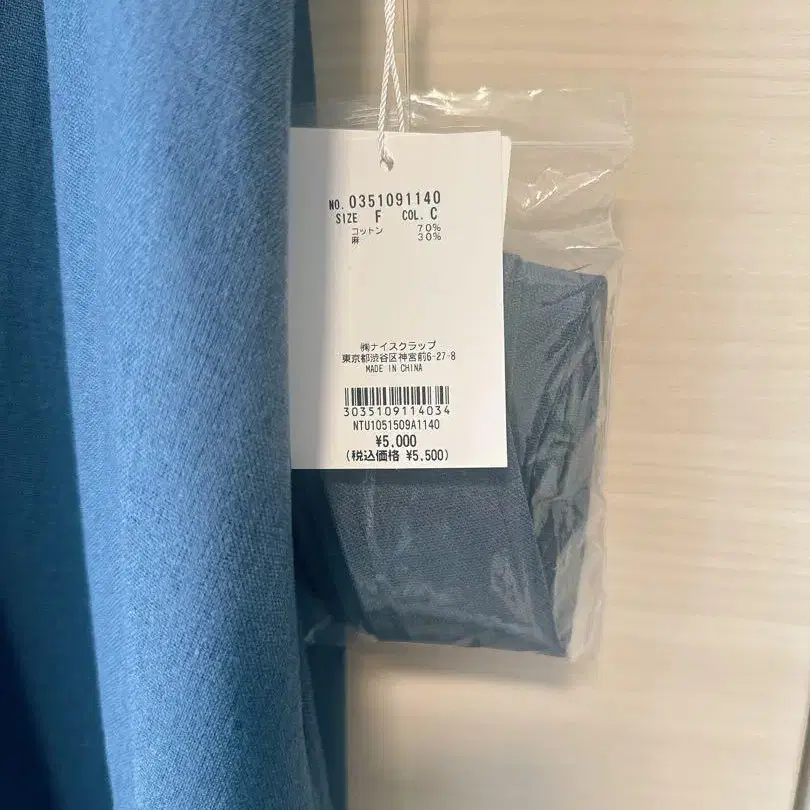 NO. 0351091140
SIZE F COL. C
コットン 70%
麻 30%
㈱ナイスクラップ
東京都渋谷区神宮前6-27-8
MADE IN CHINA
3035109114034
NTU1051509A1140
¥5,000
(税込価格 ¥5,500)